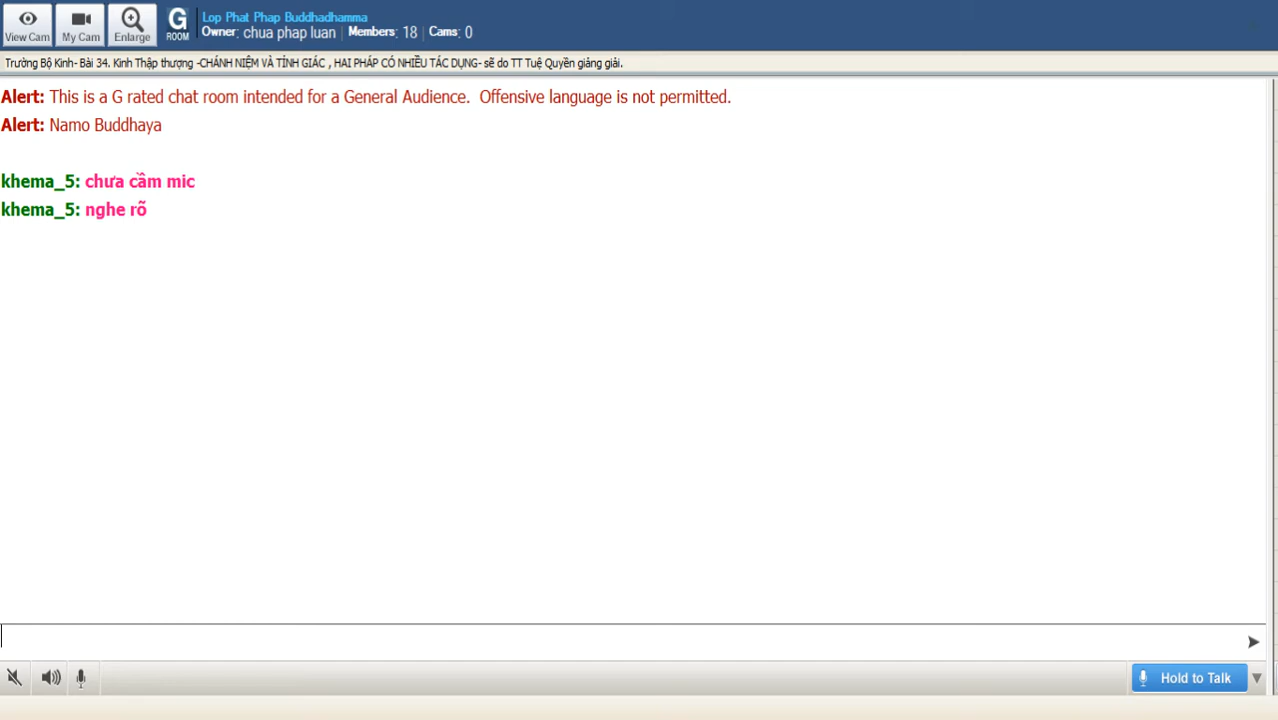 Lop Phat Phap Buddhadhamma
View Cam
My Cam
Enlarge
G
ROOM
Owner: chua phap luan | Members: 18 | Cams: 0
Trường Bộ Kinh- Bài 34. Kinh Thập thượng -CHÁNH NIỆM VÀ TỈNH GIÁC , HAI PHÁP CÓ NHIỀU TÁC DỤNG- sẽ do TT Tuệ Quyền giảng giải.
Alert: This is a G rated chat room intended for a General Audience.  Offensive language is not permitted.
Alert: Namo Buddhaya
khema_5: chưa cầm mic
khema_5: nghe rõ
Hold to Talk